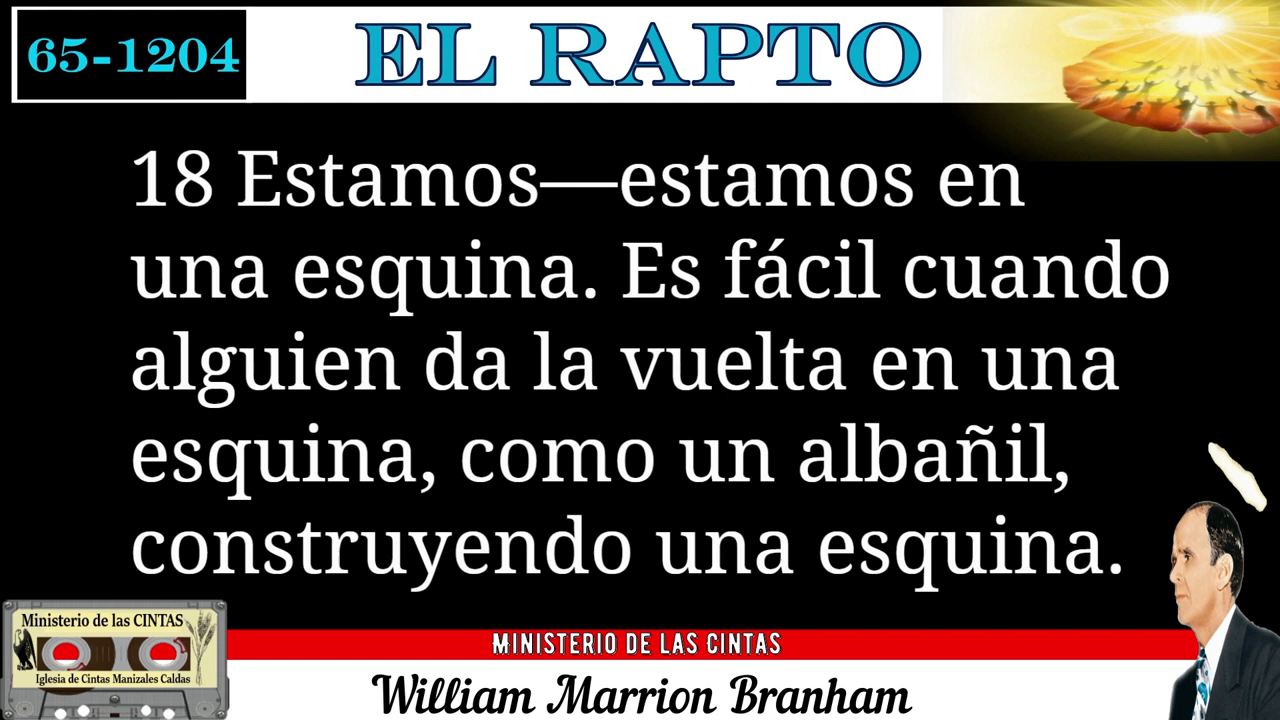 65-1204
EL RAPTO
18 Estamos—estamos en
una esquina. Es fácil cuando
alguien da la vuelta en una
esquina, como un albañil,
construyendo una esquina.
Ministerio de las CINTAS
Iglesia de Cintas Manizales Caldas
MINISTERIO DE LAS CINTAS
William Marrion Branham